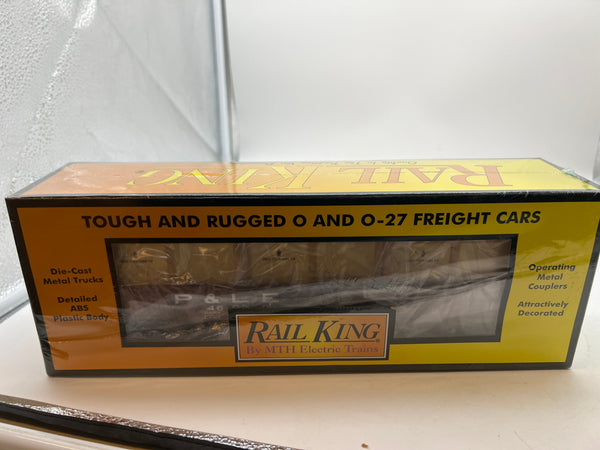 RAIL KING
TOUGH AND RUGGED O AND O-27 FREIGHT CARS
Die-Cast
Metal Trucks
Detailed
ABS
Plastic Body
P & L E
RAIL KING
By MTH Electric Trains
Operating
Metal
Couplers
Attractively
Decorated